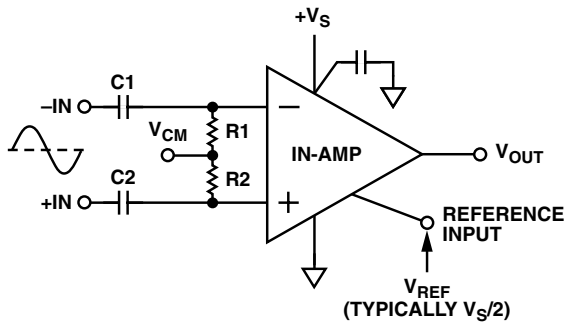 +VS
C1
–IN
VCM
R1
R2
–
IN-AMP
VOUT
C2
+IN
+
REFERENCE
INPUT
VREF
(TYPICALLY VS/2)